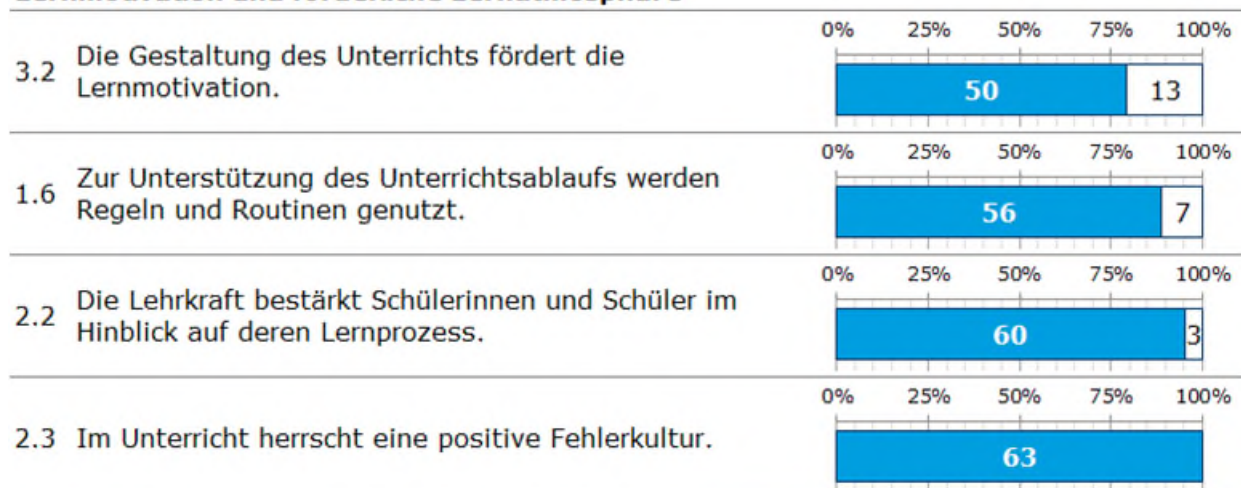 0% 25% 50% 75% 100%
3.2 Die Gestaltung des Unterrichts fördert die
Lernmotivation.
50 13
0% 25% 50% 75% 100%
1.6 Zur Unterstützung des Unterrichtsablaufs werden
Regeln und Routinen genutzt.
56 7
0% 25% 50% 75% 100%
2.2 Die Lehrkraft bestärkt Schülerinnen und Schüler im
Hinblick auf deren Lernprozess.
60 3
0% 25% 50% 75% 100%
2.3 Im Unterricht herrscht eine positive Fehlerkultur.
63